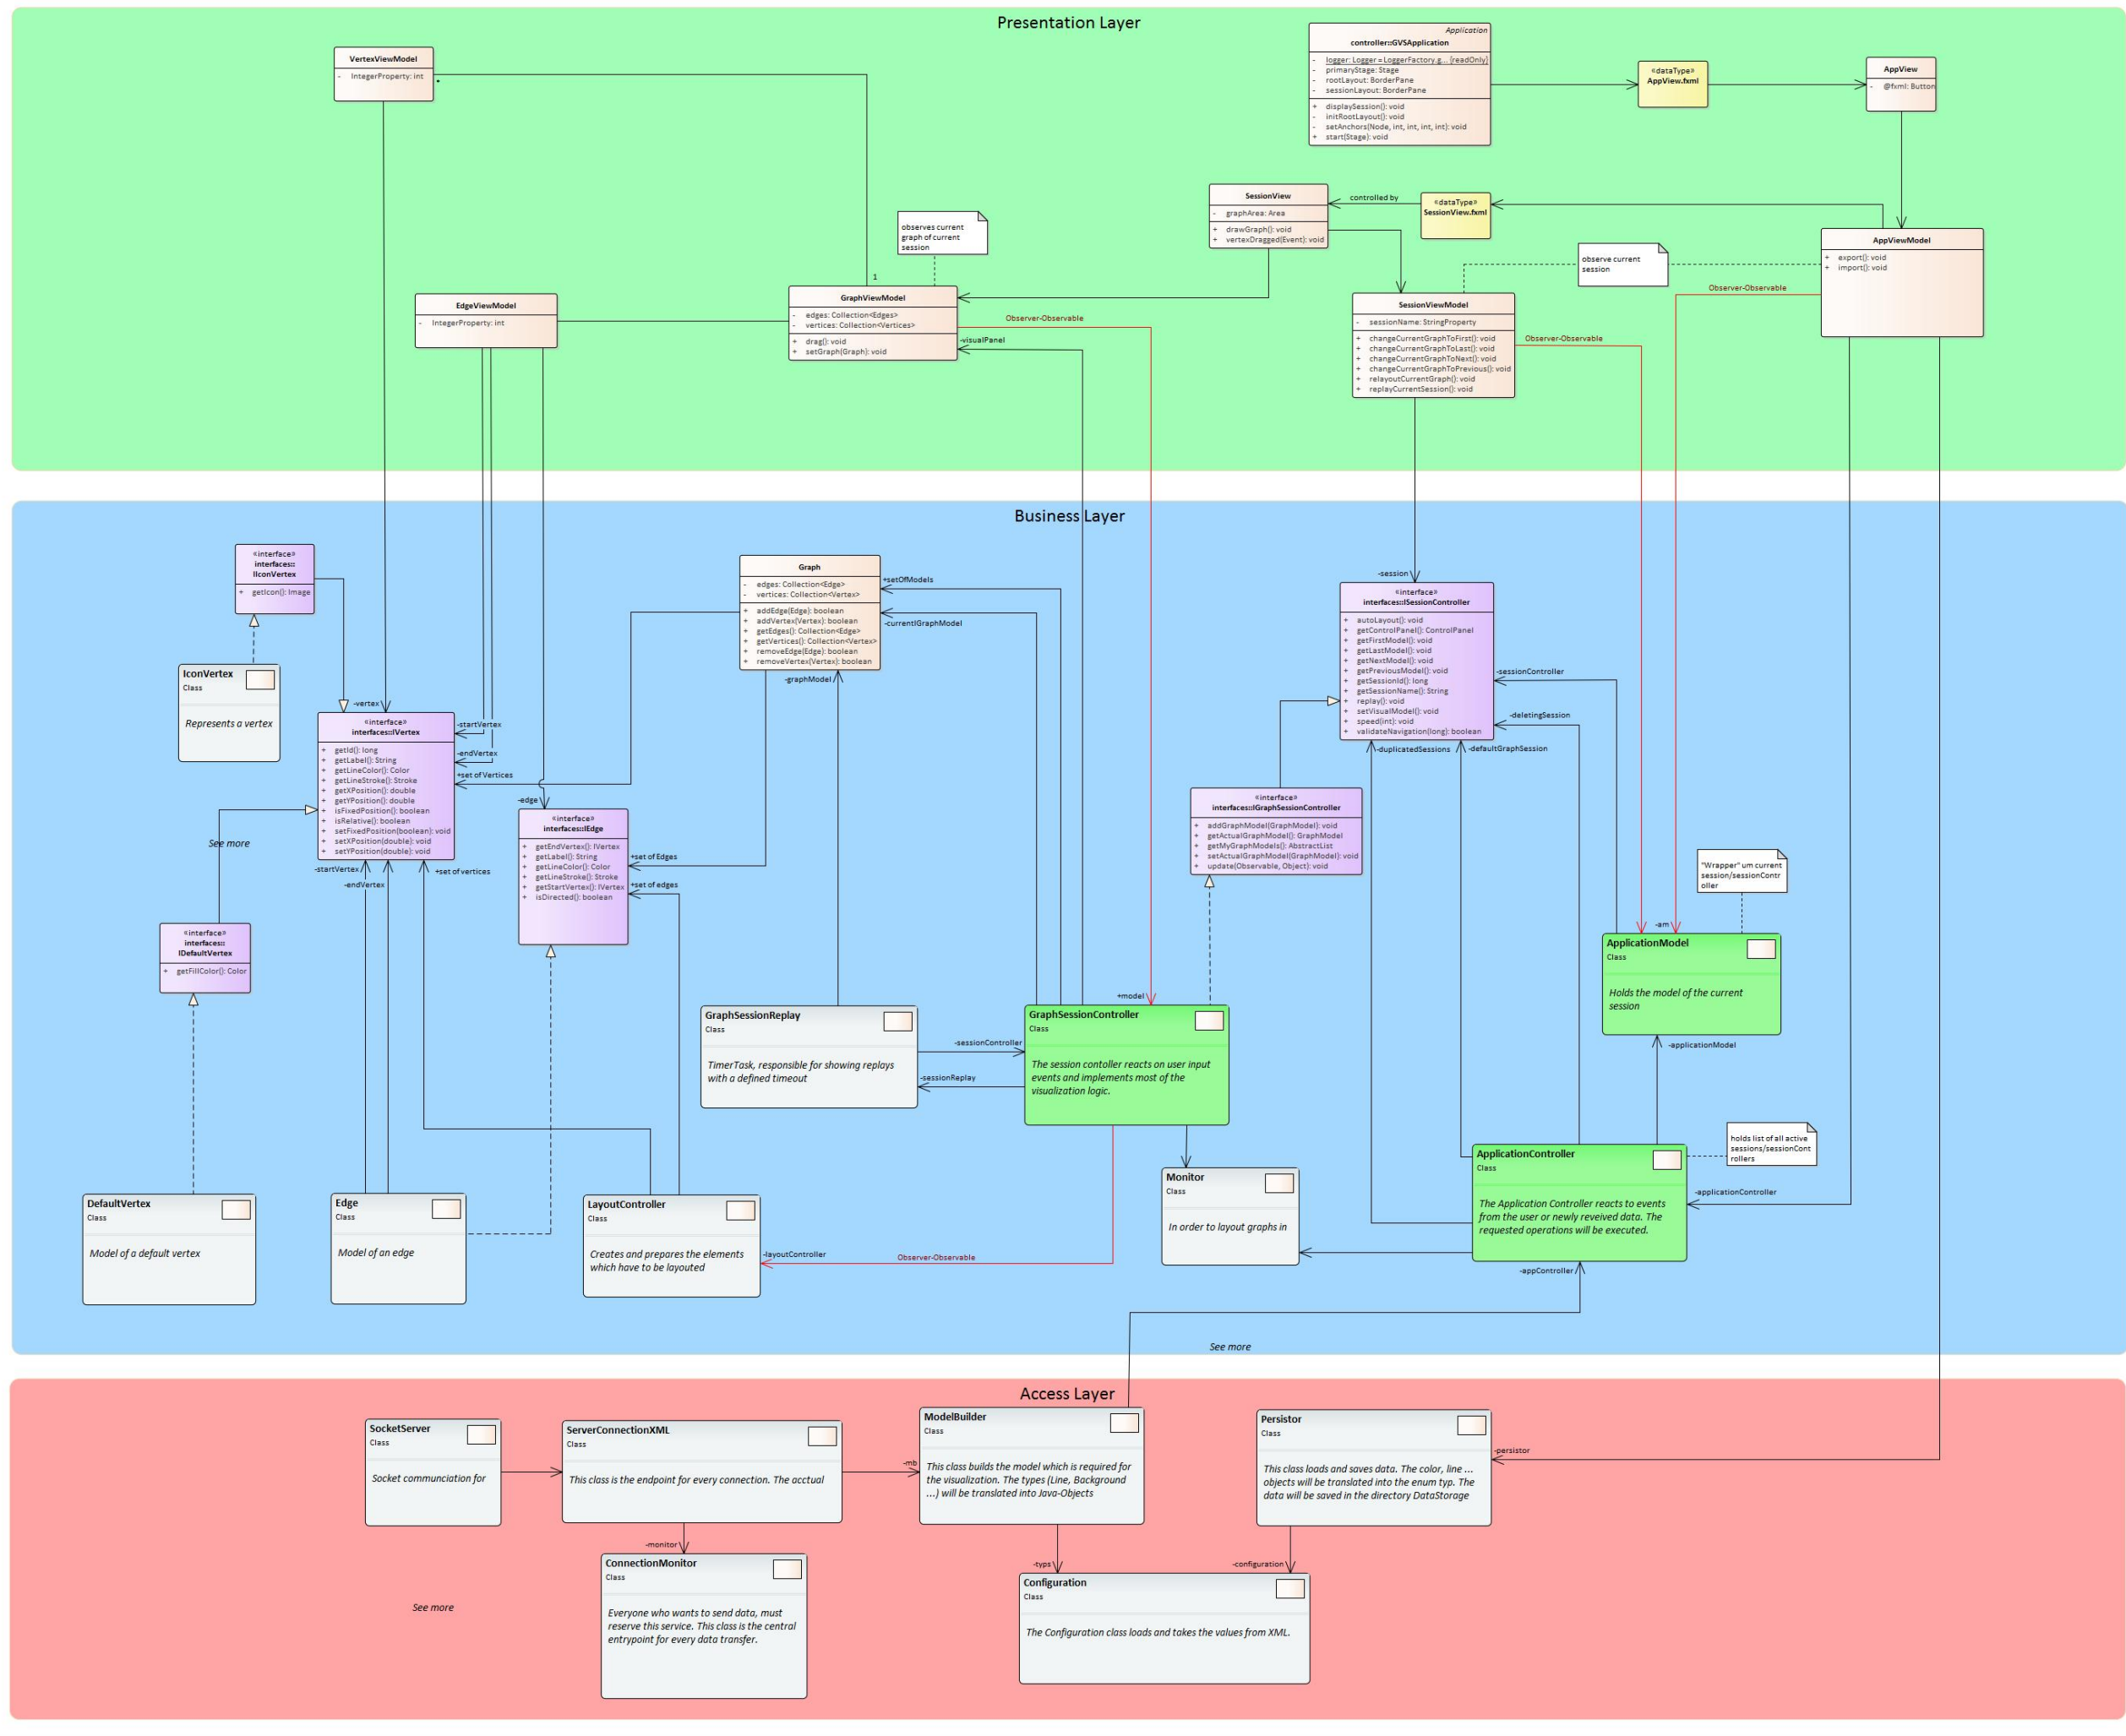 Presentation Layer
VertexViewModel
- IntegerProperty: int
*
Application
controller::GVSApplication
- logger: Logger = LoggerFactory.g... {readOnly}
- primaryStage: Stage
- rootLayout: BorderPane
- sessionLayout: BorderPane
+ displaySession(): void
- initRootLayout(): void
- setAnchors(Node, int, int, int, int): void
+ start(Stage): void
«dataType»
AppView.fxml
AppView
- @fxml: Button
SessionView
- graphArea: Area
+ drawGraph(): void
+ vertexDragged(Event): void
controlled by
«dataType»
SessionView.fxml
AppViewModel
+ export(): void
+ import(): void
observes current
graph of current
session
observe current
session
1
EdgeViewModel
- IntegerProperty: int
GraphViewModel
- edges: Collection<Edges>
- vertices: Collection<Vertices>
+ drag(): void
+ setGraph(Graph): void
Observer-Observable
-visualPanel
SessionViewModel
- sessionName: StringProperty
+ changeCurrentGraphToFirst(): void
+ changeCurrentGraphToLast(): void
+ changeCurrentGraphToNext(): void
+ changeCurrentGraphToPrevious(): void
+ relayoutCurrentGraph(): void
+ replayCurrentSession(): void
Observer-Observable
Observer-Observable
Business Layer
«interface»
interfaces::
IIconVertex
+ getIcon(): Image
IconVertex
Class
Represents a vertex
-vertex
«interface»
interfaces::IVertex
+ getId(): long
+ getLabel(): String
+ getLineColor(): Color
+ getLineStroke(): Stroke
+ getXPosition(): double
+ getYPosition(): double
+ isFixedPosition(): boolean
+ isRelative(): boolean
+ setFixedPosition(boolean): void
+ setXPosition(double): void
+ setYPosition(double): void
-startVertex
-endVertex
+set of Vertices
-startVertex
-endVertex
+set of vertices
See more
«interface»
interfaces::
IDefaultVertex
+ getFillColor(): Color
-edge
«interface»
interfaces::IEdge
+ getEndVertex(): IVertex
+ getLabel(): String
+ getLineColor(): Color
+ getLineStroke(): Stroke
+ getStartVertex(): IVertex
+ isDirected(): boolean
+set of Edges
+set of edges
Graph
- edges: Collection<Edge>
- vertices: Collection<Vertex>
+ addEdge(Edge): boolean
+ addVertex(Vertex): boolean
+ getEdges(): Collection<Edge>
+ getVertices(): Collection<Vertex>
+ removeEdge(Edge): boolean
+ removeVertex(Vertex): boolean
+setOfModels
-currentIGraphModel
-graphModel
-session
«interface»
interfaces::ISessionController
+ autoLayout(): void
+ getControlPanel(): ControlPanel
+ getFirstModel(): void
+ getLastModel(): void
+ getNextModel(): void
+ getPreviousModel(): void
+ getSessionId(): long
+ getSessionName(): String
+ replay(): void
+ setVisualModel(): void
+ speed(int): void
+ validateNavigation(long): boolean
-sessionController
-deletingSession
-duplicatedSessions
-defaultGraphSession
«interface»
interfaces::IGraphSessionController
+ addGraphModel(GraphModel): void
+ getActualGraphModel(): GraphModel
+ getMyGraphModels(): AbstractList
+ setActualGraphModel(GraphModel): void
+ update(Observable, Object): void
"Wrapper" um current
session/sessionContr
oller
-am
ApplicationModel
Class
Holds the model of the current
session
-applicationModel
GraphSessionReplay
Class
TimerTask, responsible for showing replays
with a defined timeout
-sessionController
-sessionReplay
+model
GraphSessionController
Class
The session contoller reacts on user input
events and implements most of the
visualization logic.
holds list of all active
sessions/sessionCont
rollers
ApplicationController
Class
The Application Controller reacts to events
from the user or newly reveived data. The
requested operations will be executed.
-applicationController
-appController
Monitor
Class
In order to layout graphs in
DefaultVertex
Class
Model of a default vertex
Edge
Class
Model of an edge
LayoutController
Class
Creates and prepares the elements
which have to be layouted
-layoutController
Observer-Observable
See more
Access Layer
SocketServer
Class
Socket communciation for
ServerConnectionXML
Class
This class is the endpoint for every connection. The acctual
-mb
ModelBuilder
Class
This class builds the model which is required for
the visualization. The types (Line, Background
...) will be translated into Java-Objects
Persistor
Class
This class loads and saves data. The color, line ...
objects will be translated into the enum typ. The
data will be saved in the directory DataStorage
-persistor
-monitor
ConnectionMonitor
Class
Everyone who wants to send data, must
reserve this service. This class is the central
entrypoint for every data transfer.
-typs
-configuration
Configuration
Class
The Configuration class loads and takes the values from XML.
See more